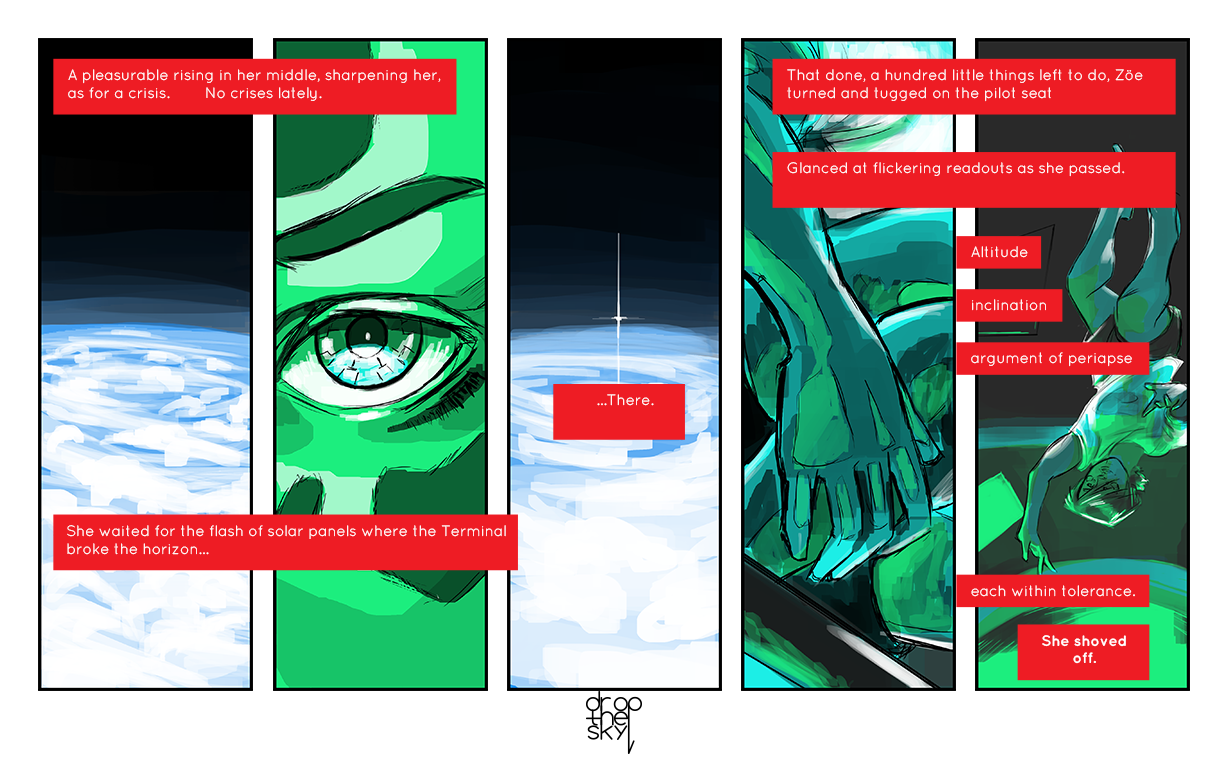 A pleasurable rising in her middle, sharpening her,
as for a crisis. No crises lately.
She waited for the flash of solar panels where the Terminal
broke the horizon...
...There.
That done, a hundred little things left to do, Zöe
turned and tugged on the pilot seat
Glanced at flickering readouts as she passed.
Altitude
inclination
argument of periapse
each within tolerance.
She shoved
off.
drop
the
sky